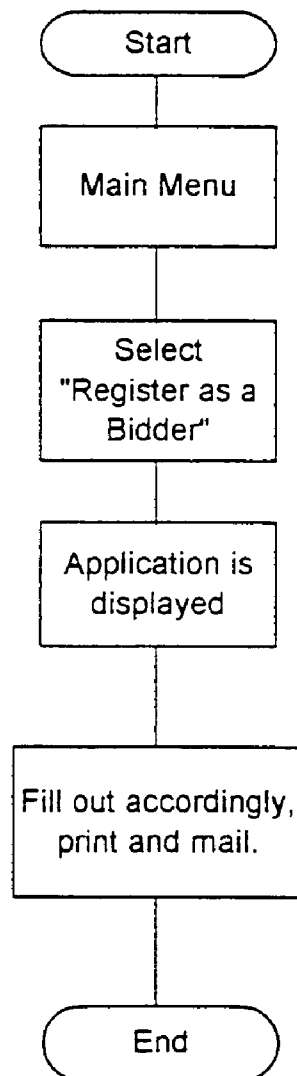 Start
Main Menu
Select
"Register as a
Bidder"
Application is
displayed
Fill out accordingly,
print and mail.
End